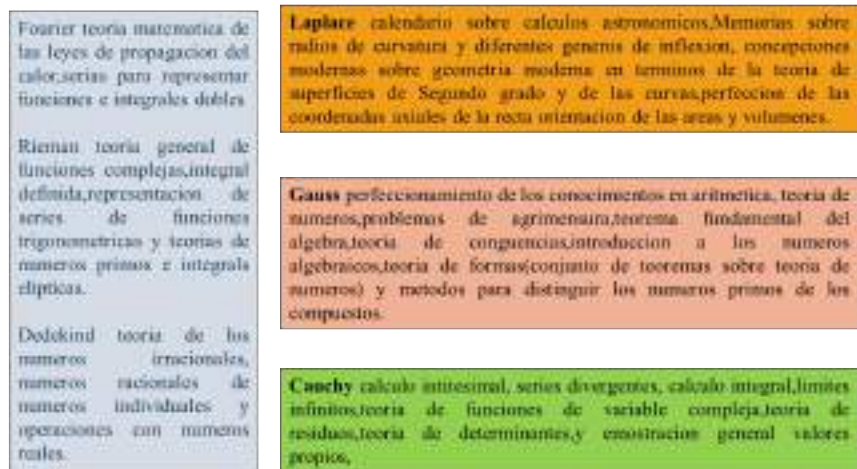 Fourier teoria matematica de
las leyes de propagacion del
calor,series para representar
funciones e integrales dobles
Rieman teoria general de
funciones complejas,integral
definida,representacion de
series de funciones
trigonometricas y teorias de
numeros primos e integrals
elipticas.
Dedekind teoria de los
numeros irracionales,
numeros racionales de
numeros individuales y
operaciones con numeros
reales.
Laplace calendario sobre calculos astronomicos,Memorias sobre
radios de curvatura y diferentes generos de inflexion, concepciones
modernas sobre geometria moderna en terminos de la teoria de
superficies de Segundo grado y de las curvas,perfeccion de las
coordenadas axiales de la recta orientacion de las areas y volumenes.
Gauss perfeccionamiento de los conocimientos en aritmetica, teoria de
numeros,problemas de agrimensura,teorema fundamental del
algebra,teoria de conguencias,introduccion a los numeros
algebraicos,teoria de formas(conjunto de teoremas sobre teoria de
numeros) y metodos para distinguir los numeros primos de los
compuestos.
Cauchy calculo initesimal, series divergentes, calculo integral,limites
infinitos,teoria de funciones de variable compleja,teoria de
residuos,teoria de determinantes,y emostracion general valores
propios,